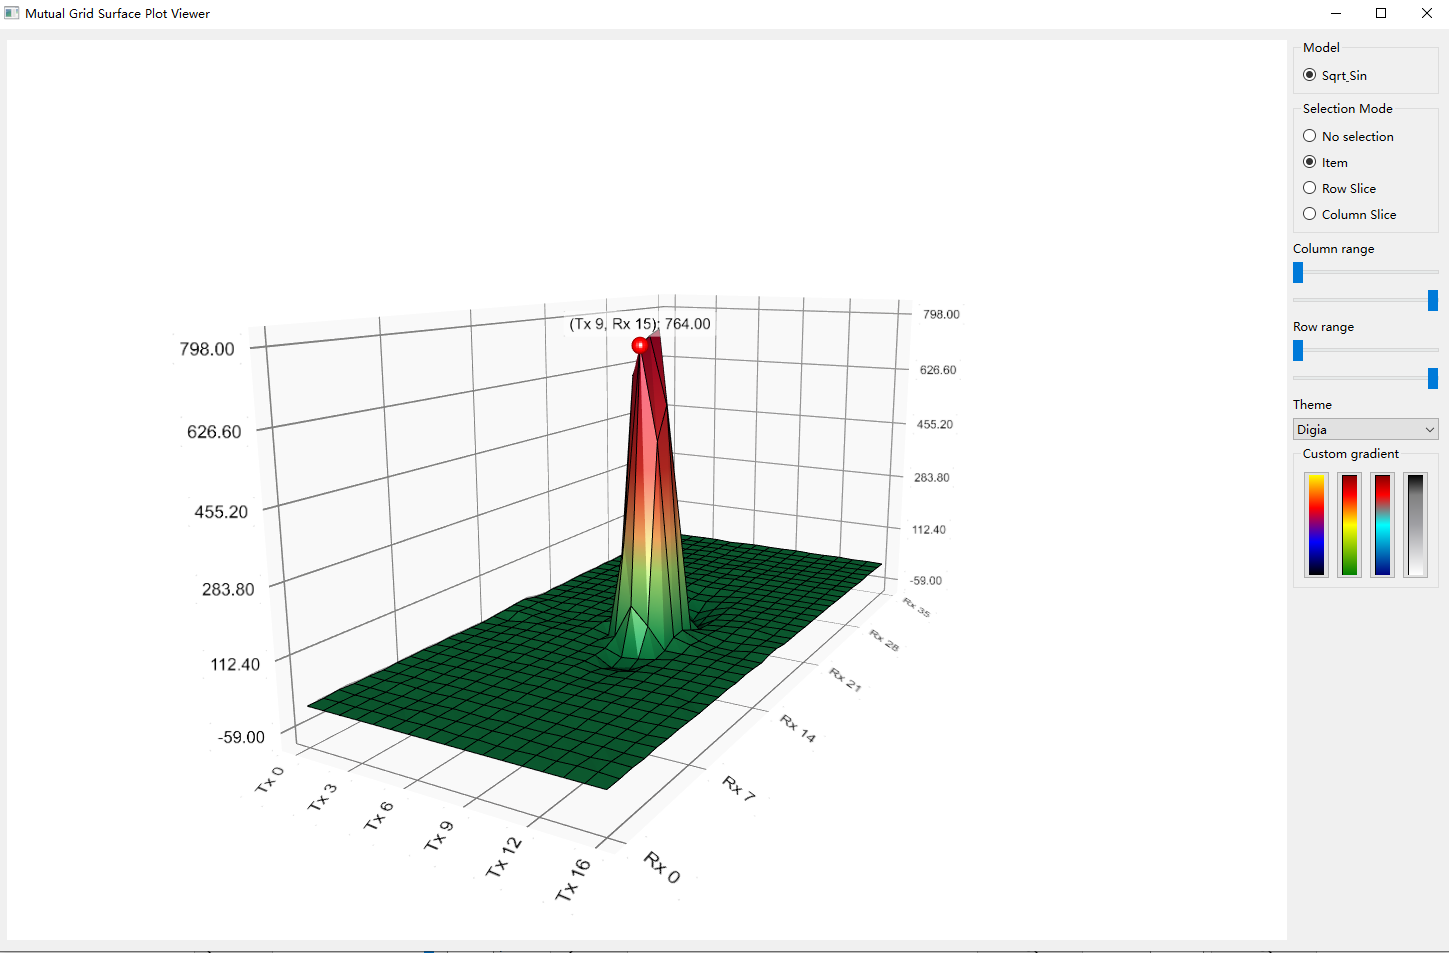 Mutual Grid Surface Plot Viewer
Model
Sqrt_Sin
Selection Mode
No selection
Item
Row Slice
Column Slice
Column range
Row range
Theme
Digia
Custom gradient
(Tx 9, Rx 15): 764.00
798.00
626.60
455.20
283.80
112.40
-59.00
798.00
626.60
455.20
283.80
112.40
-59.00
Tx 0
Tx 3
Tx 6
Tx 9
Tx 12
Tx 16
Rx 0
Rx 7
Rx 14
Rx 21
Rx 28
Rx 35